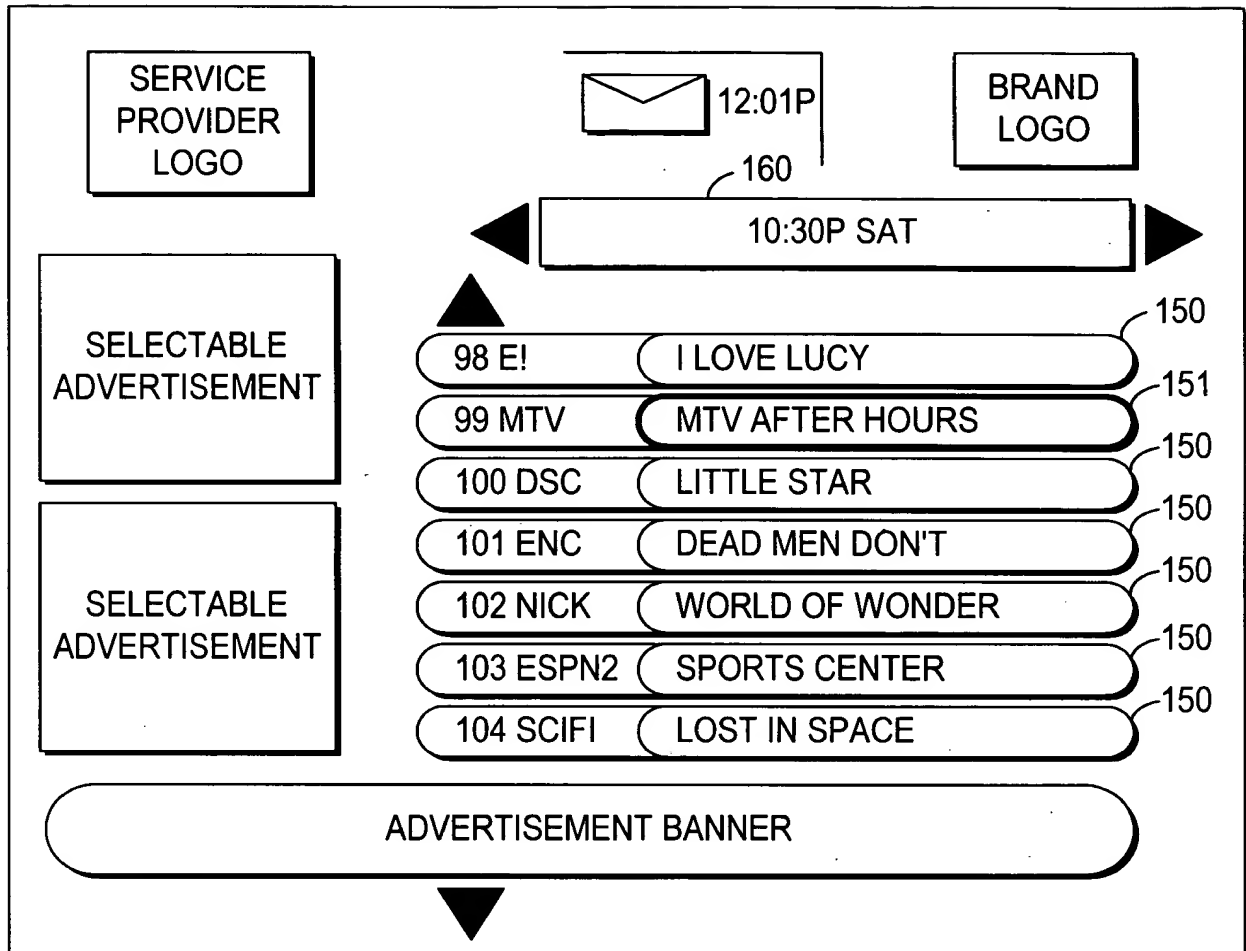 SERVICE
PROVIDER
LOGO
12:01P
BRAND
LOGO
160
10:30P SAT
SELECTABLE
ADVERTISEMENT
SELECTABLE
ADVERTISEMENT
150
98 E! I LOVE LUCY
151
99 MTV MTV AFTER HOURS
150
100 DSC LITTLE STAR
150
101 ENC DEAD MEN DON'T
150
102 NICK WORLD OF WONDER
150
103 ESPN2 SPORTS CENTER
150
104 SCIFI LOST IN SPACE
ADVERTISEMENT BANNER